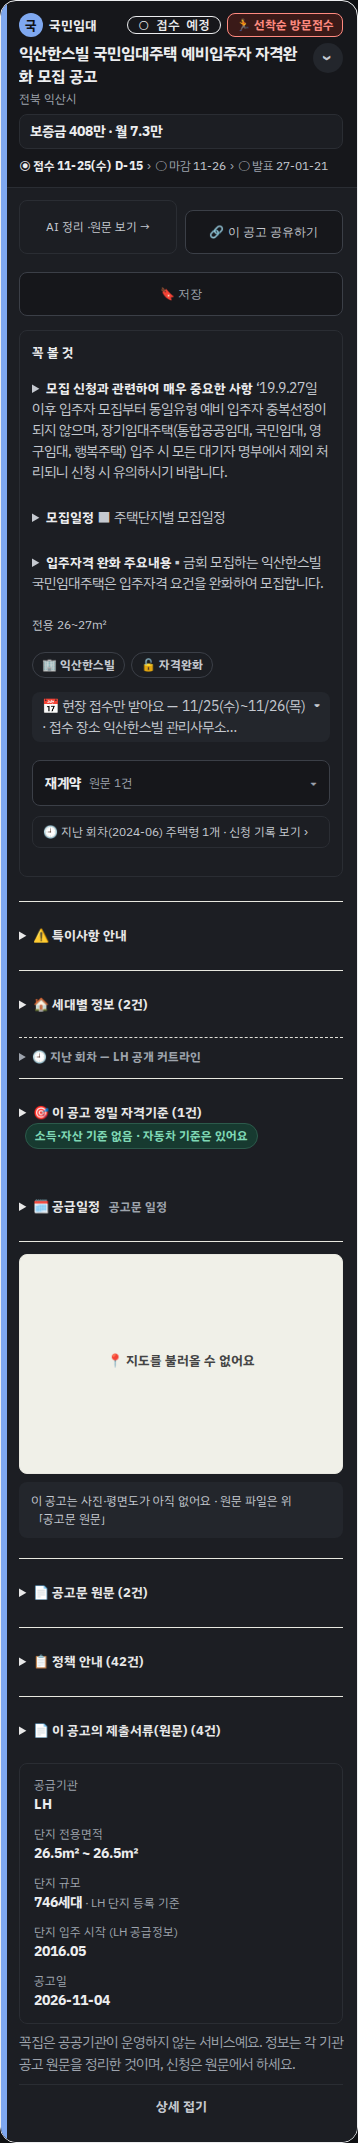 국 국민임대 ○ 접수 예정 🏃 선착순 방문접수
익산한스빌 국민임대주택 예비입주자 자격완
화 모집 공고
전북 익산시
보증금 408만 · 월 7.3만
◉ 접수 11-25(수) D-15 › ○ 마감 11-26 › ○ 발표 27-01-21
AI 정리 ·원문 보기 →
🔗 이 공고 공유하기
🔖 저장
꼭 볼 것
▶ 모집 신청과 관련하여 매우 중요한 사항 ‘19.9.27일
이후 입주자 모집부터 동일유형 예비 입주자 중복선정이
되지 않으며, 장기임대주택(통합공공임대, 국민임대, 영
구임대, 행복주택) 입주 시 모든 대기자 명부에서 제외 처
리되니 신청 시 유의하시기 바랍니다.
▶ 모집일정 ■ 주택단지별 모집일정
▶ 입주자격 완화 주요내용 ▪ 금회 모집하는 익산한스빌
국민임대주택은 입주자격 요건을 완화하여 모집합니다.
전용 26~27m²
🏢 익산한스빌 🔓 자격완화
📅 현장 접수만 받아요 — 11/25(수)~11/26(목)
· 접수 장소 익산한스빌 관리사무소…
재계약 원문 1건
🕘 지난 회차(2024-06) 주택형 1개 · 신청 기록 보기 ›
▶ ⚠️ 특이사항 안내
▶ 🏠 세대별 정보 (2건)
▶ 🕘 지난 회차 — LH 공개 커트라인
▶ 🎯 이 공고 정밀 자격기준 (1건)
소득·자산 기준 없음 · 자동차 기준은 있어요
▶ 🗓️ 공급일정 공고문 일정
📍 지도를 불러올 수 없어요
이 공고는 사진·평면도가 아직 없어요 · 원문 파일은 위
「공고문 원문」
▶ 📄 공고문 원문 (2건)
▶ 📋 정책 안내 (42건)
▶ 📄 이 공고의 제출서류(원문) (4건)
공급기관
LH
단지 전용면적
26.5m² ~ 26.5m²
단지 규모
746세대 · LH 단지 등록 기준
단지 입주 시작 (LH 공급정보)
2016.05
공고일
2026-11-04
꼭집은 공공기관이 운영하지 않는 서비스예요. 정보는 각 기관
공고 원문을 정리한 것이며, 신청은 원문에서 하세요.
상세 접기